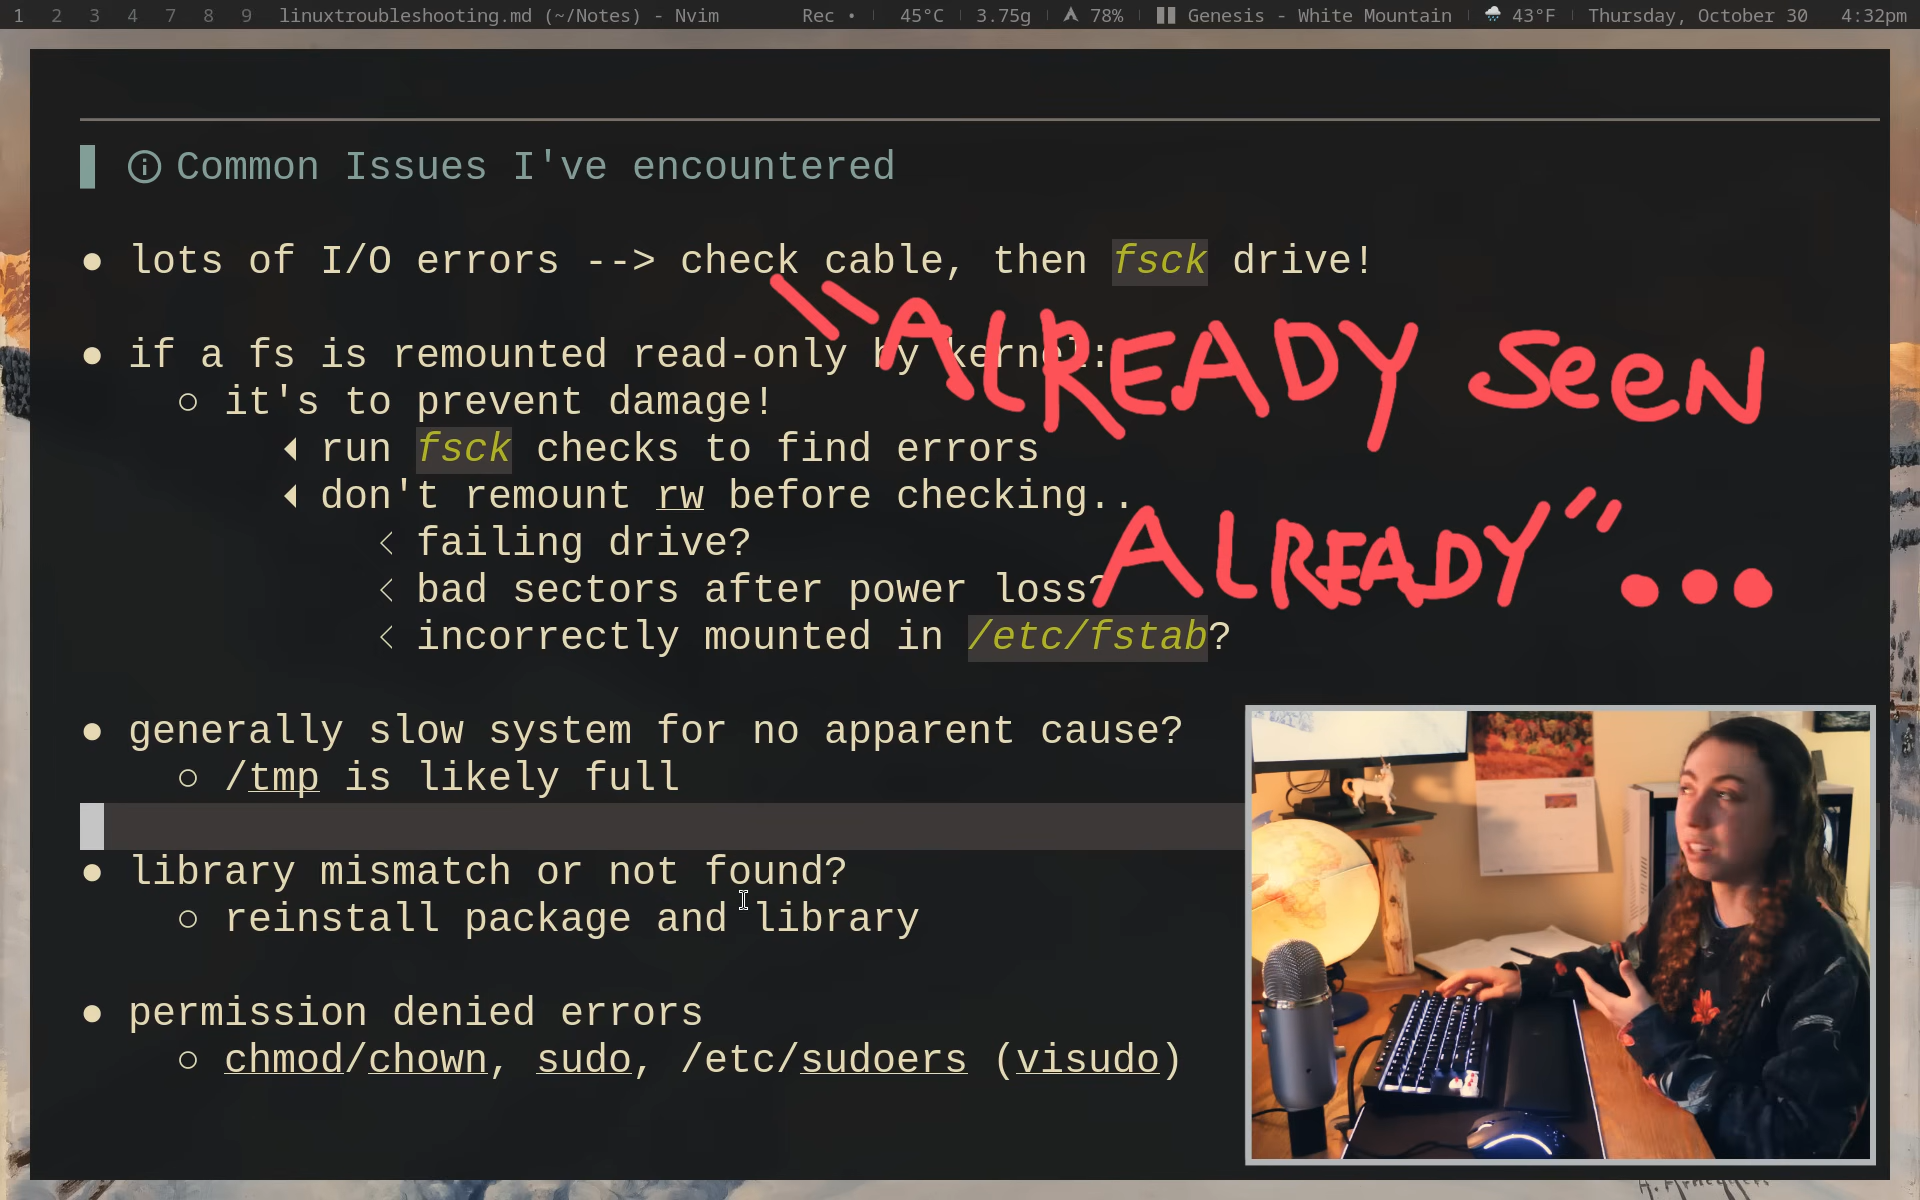 1 2 3 4 7 8 9 linuxtroubleshooting.md (~/Notes) - Nvim Rec • 45°C 3.75g 78% Genesis - White Mountain 43°F Thursday, October 30 4:32pm
Common Issues I've encountered
● lots of I/O errors --> check cable, then fsck drive!
● if a fs is remounted read-only by kernel:
"ALREADY SeeN
○ it's to prevent damage!
run fsck checks to find errors
don't remount rw before checking..
ALREADY"...
failing drive?
bad sectors after power loss?
incorrectly mounted in /etc/fstab?
● generally slow system for no apparent cause?
○ /tmp is likely full
● library mismatch or not found?
○ reinstall package and library
● permission denied errors
○ chmod/chown, sudo, /etc/sudoers (visudo)